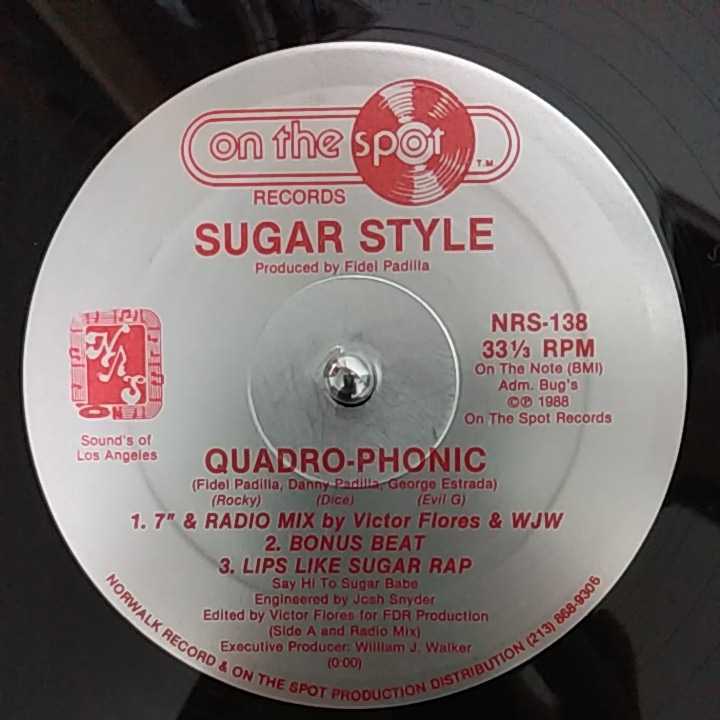 on the spot
T.M.
RECORDS
SUGAR STYLE
Produced by Fidel Padilla
NRS
Sound's of
Los Angeles
NRS-138
33⅓ RPM
On The Note (BMI)
Adm. Bug's
©℗ 1988
On The Spot Records
QUADRO-PHONIC
(Fidel Padilla, Danny Padilla, George Estrada)
(Rocky) (Dice) (Evil G)
1. 7" & RADIO MIX by Victor Flores & WJW
2. BONUS BEAT
3. LIPS LIKE SUGAR RAP
Say Hi To Sugar Babe
Engineered by Josh Snyder
Edited by Victor Flores for FDR Production
(Side A and Radio Mix)
Executive Producer: William J. Walker
(0:00)
NORWALK RECORD & ON THE SPOT PRODUCTION DISTRIBUTION (213) 868-9306